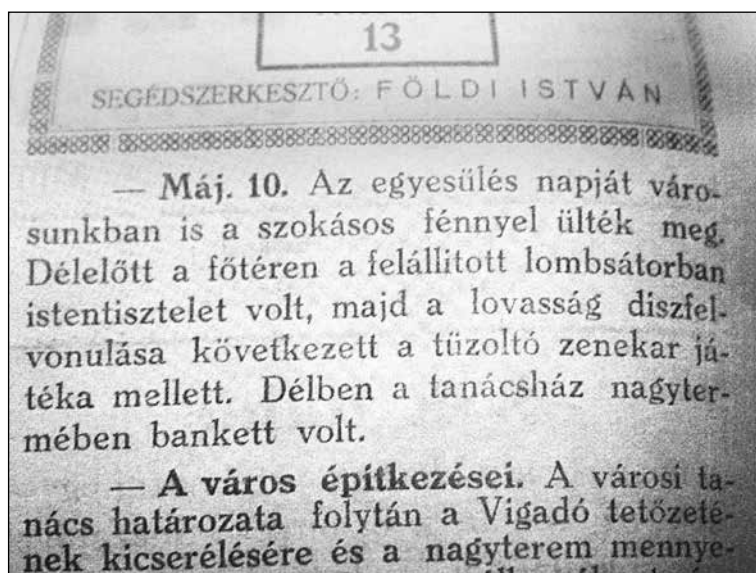 13
SEGÉDSZERKESZTŐ: FÖLDI ISTVÁN
— Máj. 10. Az egyesülés napját váro-
sunkban is a szokásos fénnyel ülték meg.
Délelőtt a főtéren a felállitott lombsátorban
istentisztelet volt, majd a lovasság diszfel-
vonulása következett a tüzoltó zenekar já-
téka mellett. Délben a tanácsház nagyter-
mében bankett volt.
— A város építkezései. A városi ta-
nács határozata folytán a Vigadó tetőzeté-
nek kicserélésére és a nagyterem mennye-